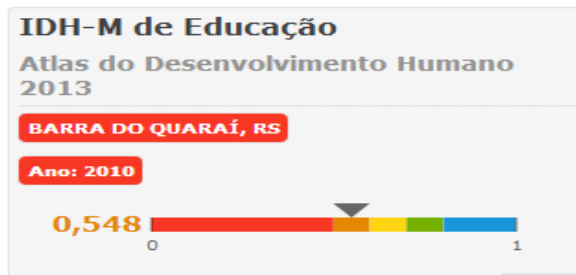 IDH-M de Educação
Atlas do Desenvolvimento Humano
2013
BARRA DO QUARAÍ, RS
Ano: 2010
0,548
0 1